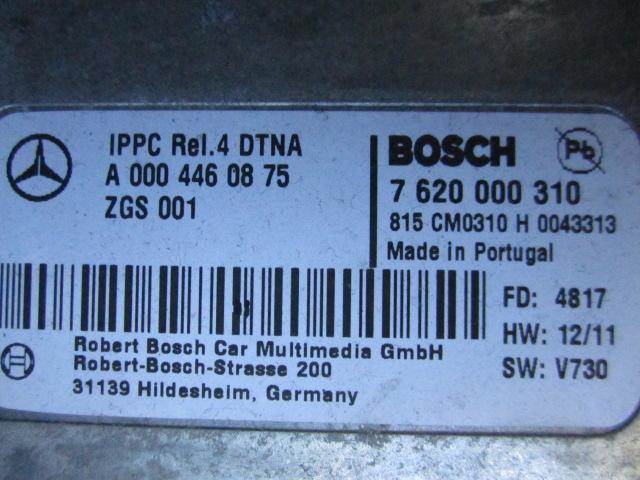 IPPC Rel.4 DTNA
A 000 446 08 75
ZGS 001
BOSCH Pb
7 620 000 310
815 CM0310 H 0043313
Made in Portugal
FD: 4817
HW: 12/11
SW: V730
Robert Bosch Car Multimedia GmbH
Robert-Bosch-Strasse 200
31139 Hildesheim, Germany